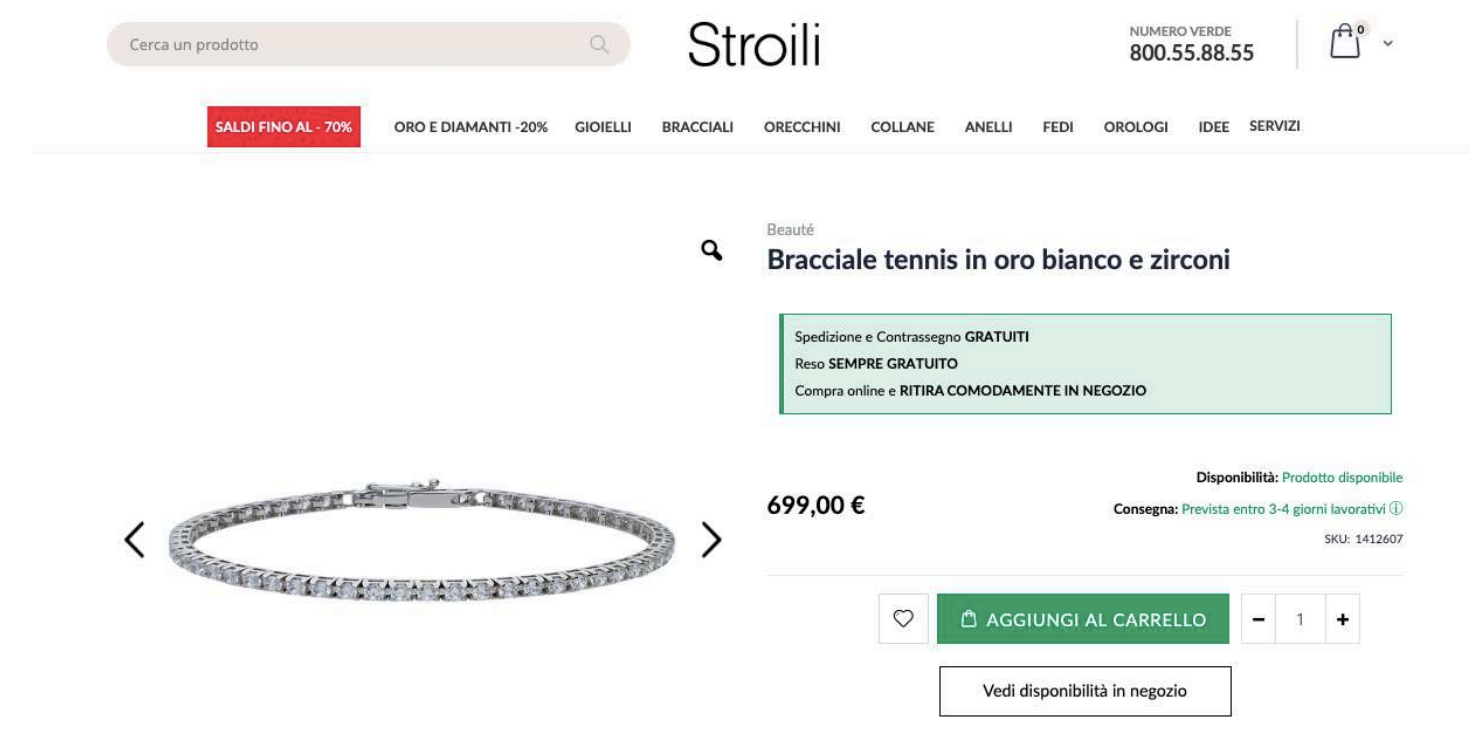 Cerca un prodotto
Stroili
NUMERO VERDE
800.55.88.55
0
SALDI FINO AL - 70% ORO E DIAMANTI -20% GIOIELLI BRACCIALI ORECCHINI COLLANE ANELLI FEDI OROLOGI IDEE SERVIZI
Beauté
Bracciale tennis in oro bianco e zirconi
Spedizione e Contrassegno GRATUITI
Reso SEMPRE GRATUITO
Compra online e RITIRA COMODAMENTE IN NEGOZIO
699,00 €
Disponibilità: Prodotto disponibile
Consegna: Prevista entro 3-4 giorni lavorativi
SKU: 1412607
AGGIUNGI AL CARRELLO
- 1 +
Vedi disponibilità in negozio